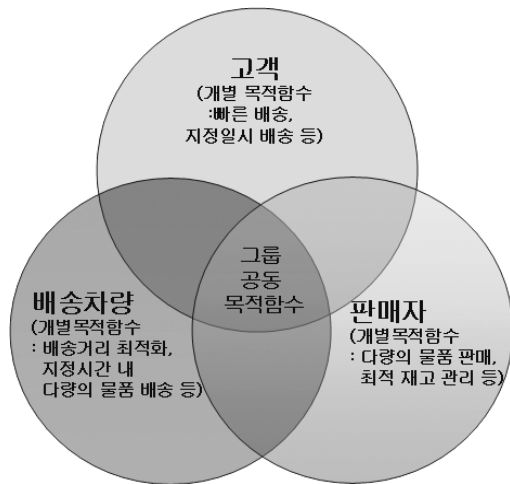 고객
(개별 목적함수
:빠른 배송,
지정일시 배송 등)
그룹
공동
목적함수
배송차량
(개별목적함수
: 배송거리 최적화,
지정시간 내
다량의 물품 배송 등)
판매자
(개별목적함수
: 다량의 물품 판매,
최적 재고 관리 등)